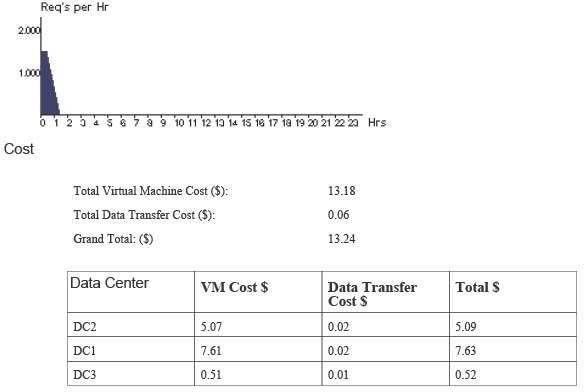 Req's per Hr
2.000
1.000
0 1 2 3 4 5 6 7 8 9 10 11 12 13 14 15 16 17 18 19 20 21 22 23 Hrs
Cost
Total Virtual Machine Cost ($): 13.18
Total Data Transfer Cost ($): 0.06
Grand Total: ($) 13.24
Data Center VM Cost $ Data Transfer Total $
Cost $
DC2 5.07 0.02 5.09
DC1 7.61 0.02 7.63
DC3 0.51 0.01 0.52